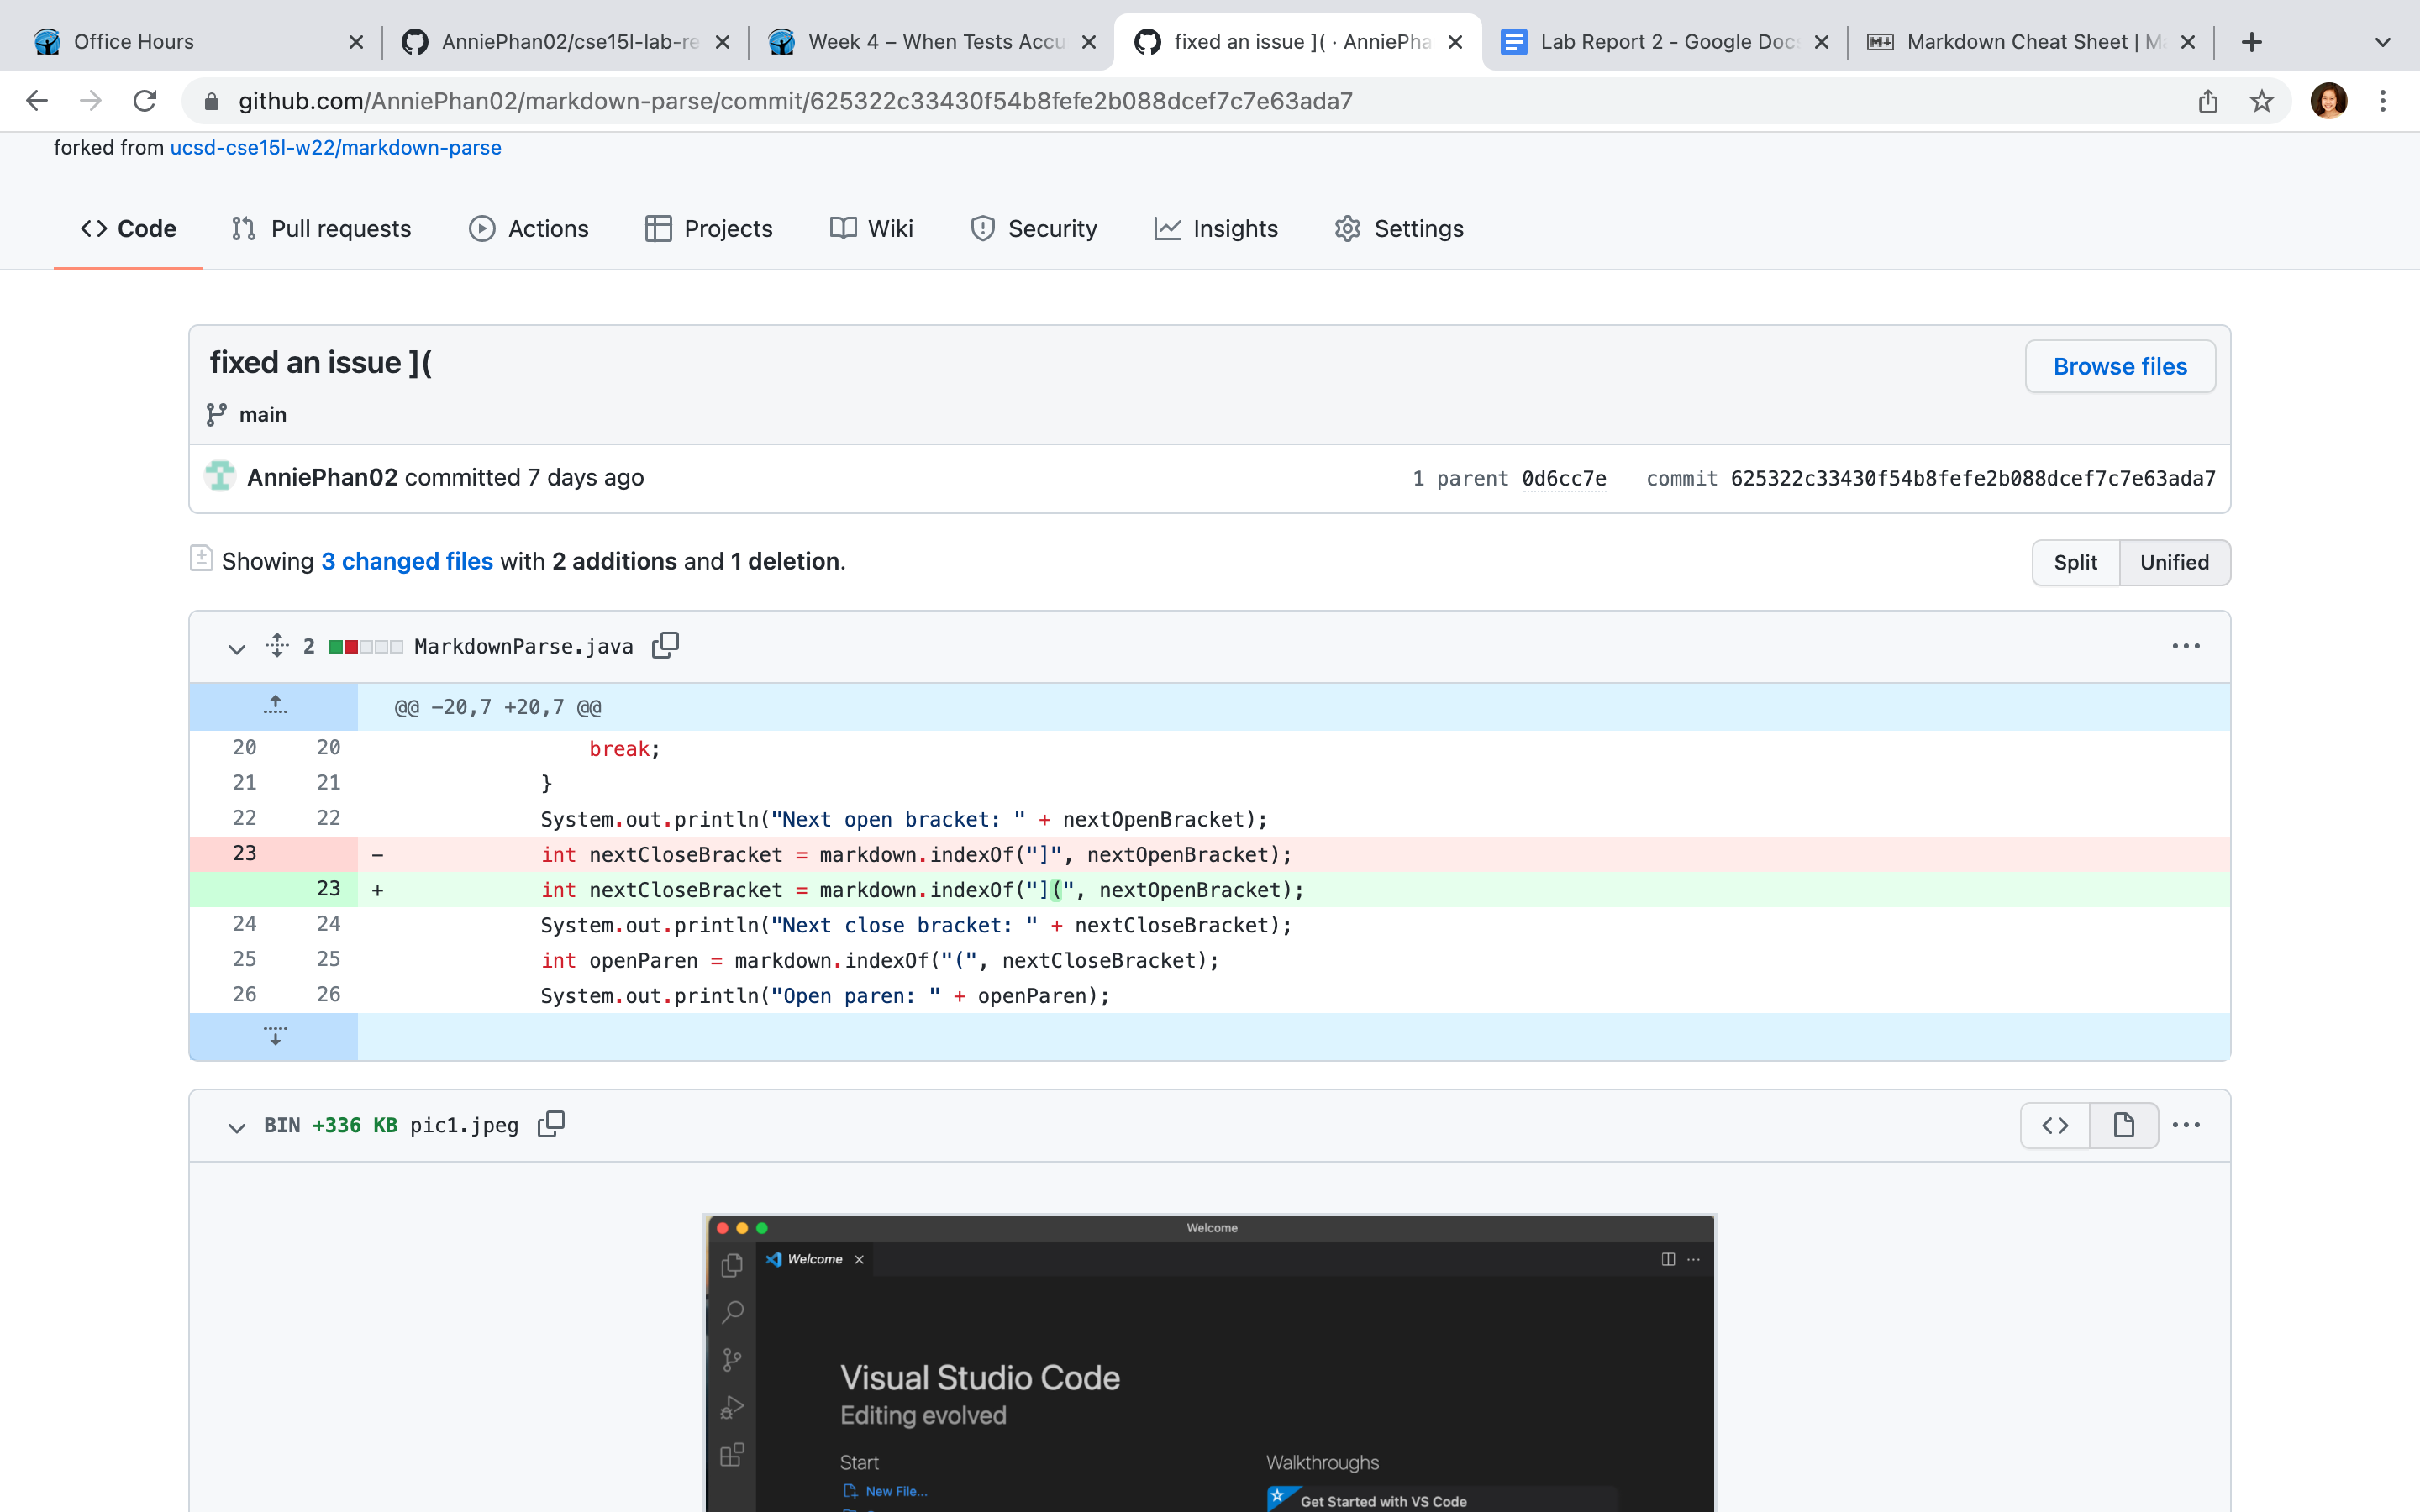 Office Hours
AnniePhan02/cse15l-lab-re
Week 4 – When Tests Accu
fixed an issue ]( · AnniePha
Lab Report 2 - Google Docs
Markdown Cheat Sheet | Ma
github.com/AnniePhan02/markdown-parse/commit/625322c33430f54b8fefe2b088dcef7c7e63ada7
forked from ucsd-cse15l-w22/markdown-parse
Code
Pull requests
Actions
Projects
Wiki
Security
Insights
Settings
fixed an issue ](
Browse files
main
AnniePhan02 committed 7 days ago
1 parent 0d6cc7e commit 625322c33430f54b8fefe2b088dcef7c7e63ada7
Showing 3 changed files with 2 additions and 1 deletion.
Split Unified
2 MarkdownParse.java
@@ -20,7 +20,7 @@
20 20 break;
21 21 }
22 22 System.out.println("Next open bracket: " + nextOpenBracket);
23 - int nextCloseBracket = markdown.indexOf("]", nextOpenBracket);
23 + int nextCloseBracket = markdown.indexOf("](", nextOpenBracket);
24 24 System.out.println("Next close bracket: " + nextCloseBracket);
25 25 int openParen = markdown.indexOf("(", nextCloseBracket);
26 26 System.out.println("Open paren: " + openParen);
BIN +336 KB pic1.jpeg
Welcome
Welcome
Visual Studio Code
Editing evolved
Start
Walkthroughs
New File...
Get Started with VS Code